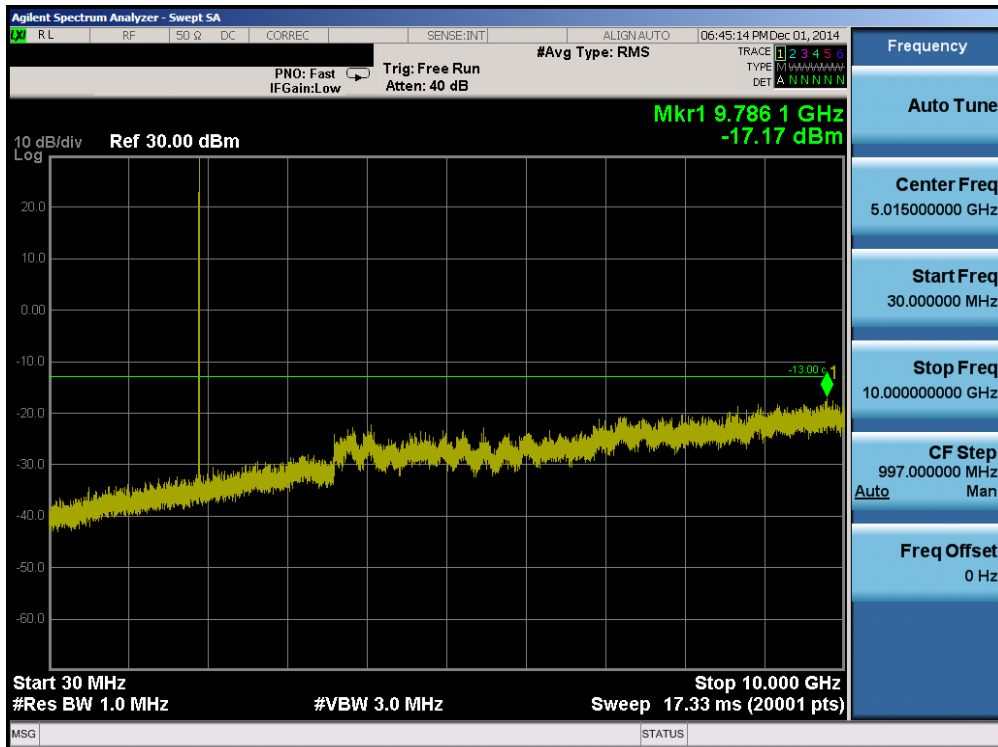 Agilent Spectrum Analyzer - Swept SA
LXI RL RF 50 Ω DC CORREC SENSE:INT ALIGNAUTO 06:45:14 PM Dec 01, 2014
#Avg Type: RMS TRACE 1 2 3 4 5 6
PNO: Fast Trig: Free Run TYPE M WWWWW
IFGain:Low Atten: 40 dB DET A N N N N N
Mkr1 9.786 1 GHz
-17.17 dBm
10 dB/div Ref 30.00 dBm
Log
20.0
10.0
0.00
-10.0
-13.00
1
-20.0
-30.0
-40.0
-50.0
-60.0
Start 30 MHz Stop 10.000 GHz
#Res BW 1.0 MHz #VBW 3.0 MHz Sweep 17.33 ms (20001 pts)
MSG STATUS
Frequency
Auto Tune
Center Freq
5.015000000 GHz
Start Freq
30.000000 MHz
Stop Freq
10.000000000 GHz
CF Step
997.000000 MHz
Auto Man
Freq Offset
0 Hz